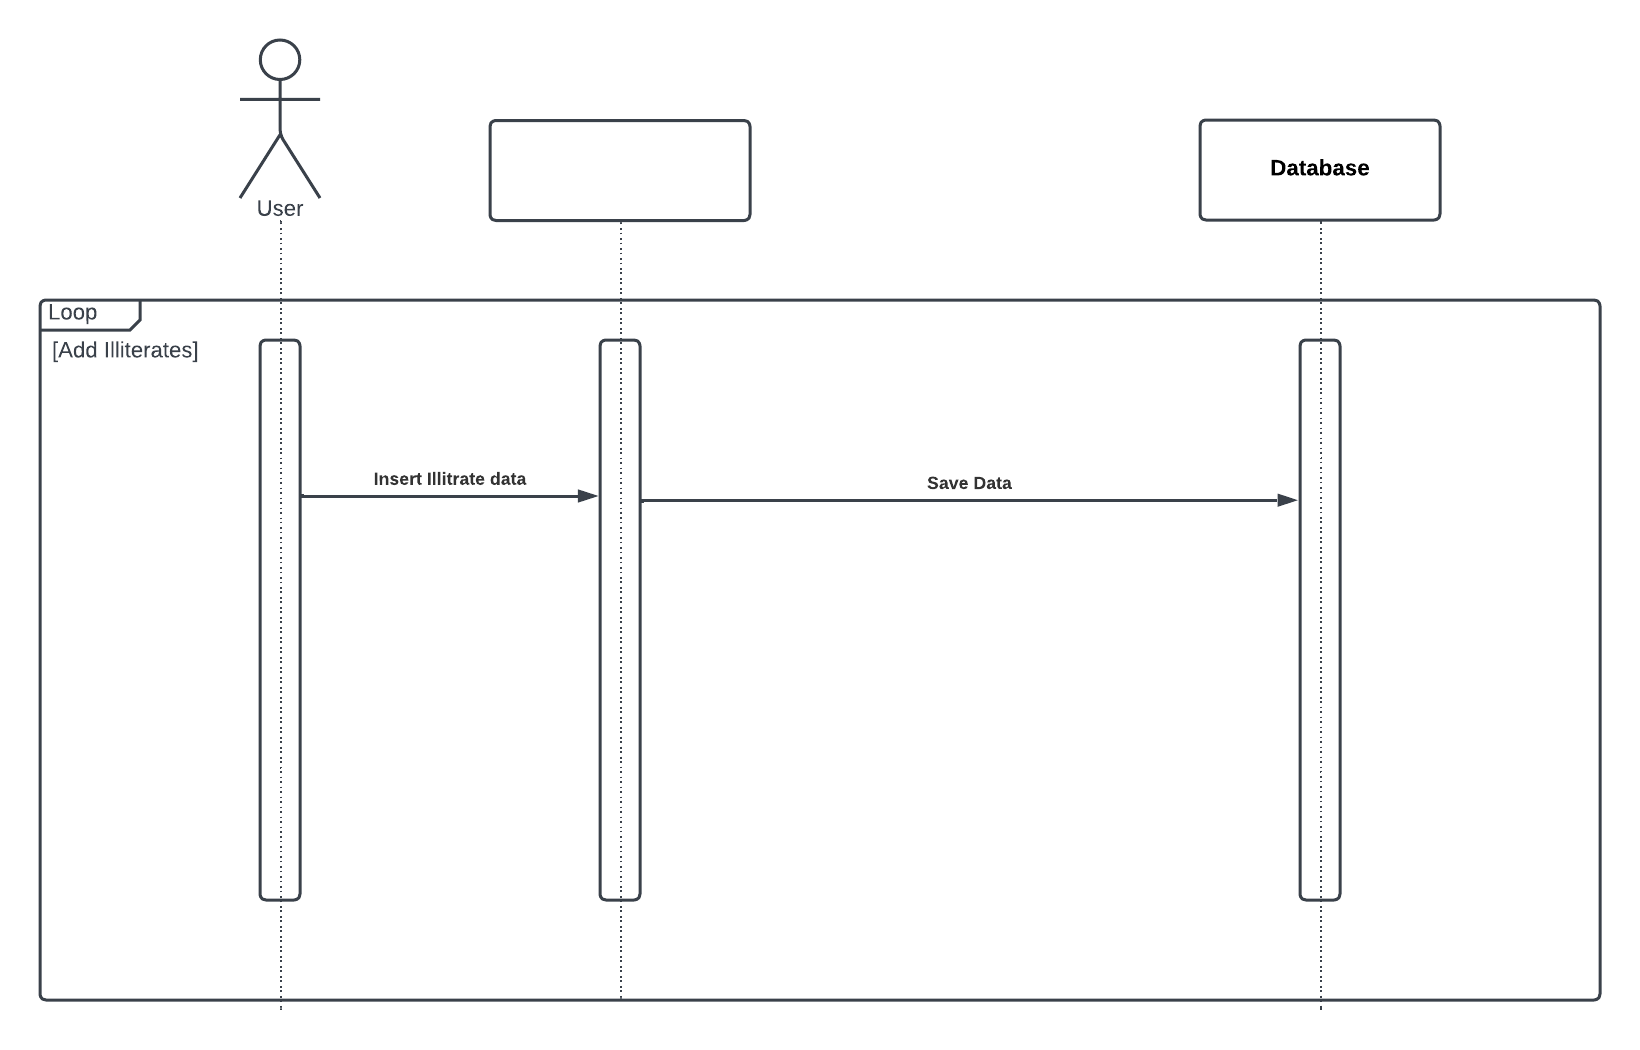 User
Database
Loop
[Add Illiterates]
Insert Illitrate data
Save Data